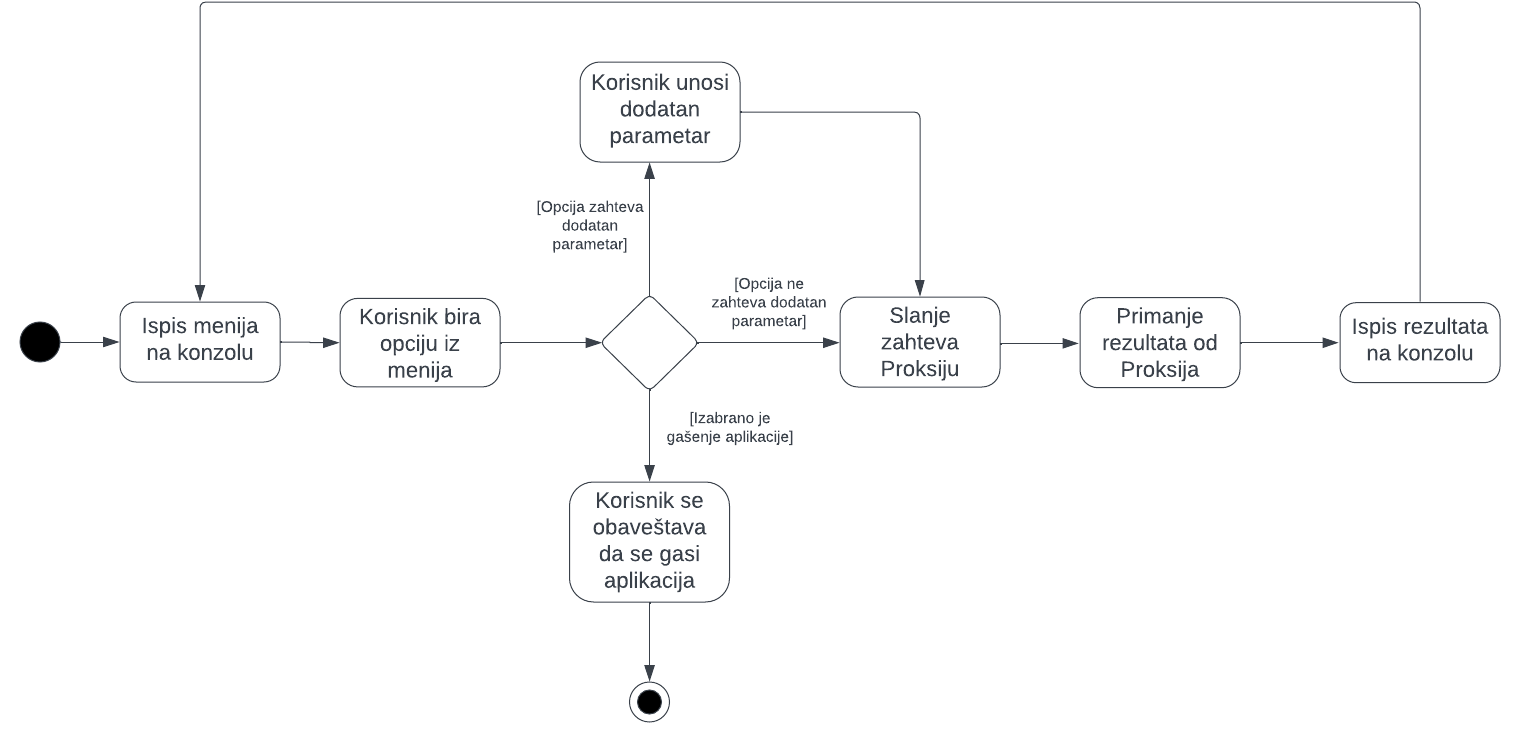 Korisnik unosi
dodatan
parametar
[Opcija zahteva
dodatan
parametar]
Ispis menija
na konzolu
Korisnik bira
opciju iz
menija
[Opcija ne
zahteva dodatan
parametar]
Slanje
zahteva
Proksiju
Primanje
rezultata od
Proksija
Ispis rezultata
na konzolu
[Izabrano je
gašenje aplikacije]
Korisnik se
obaveštava
da se gasi
aplikacija